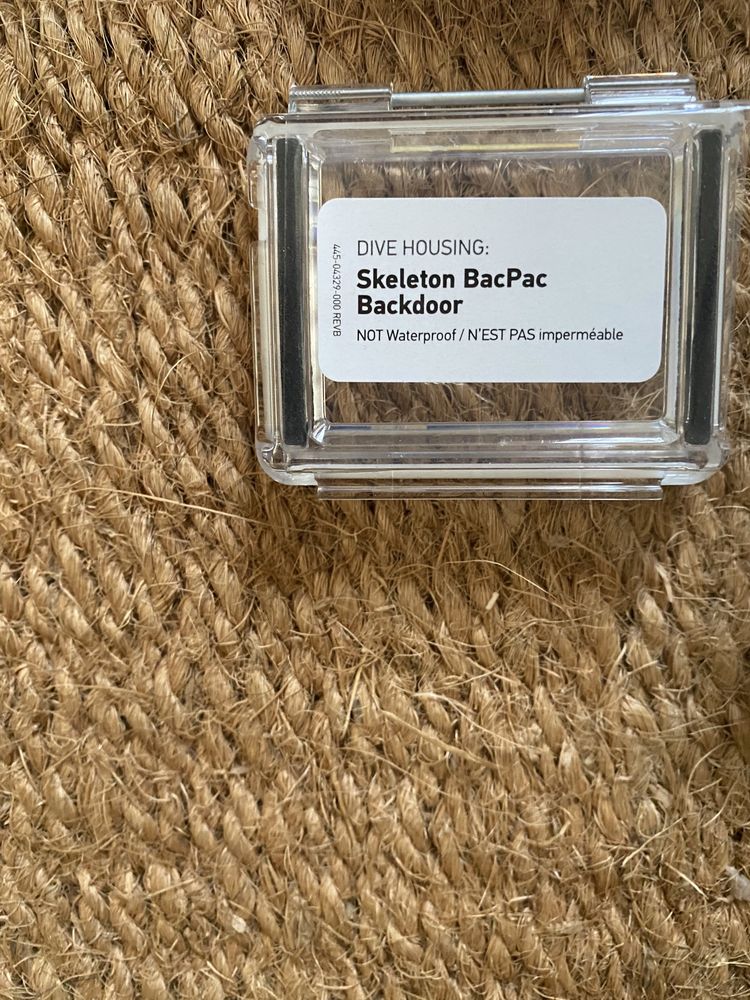 DIVE HOUSING:
Skeleton BacPac
Backdoor
NOT Waterproof / N'EST PAS imperméable
445-04329-000 REVB